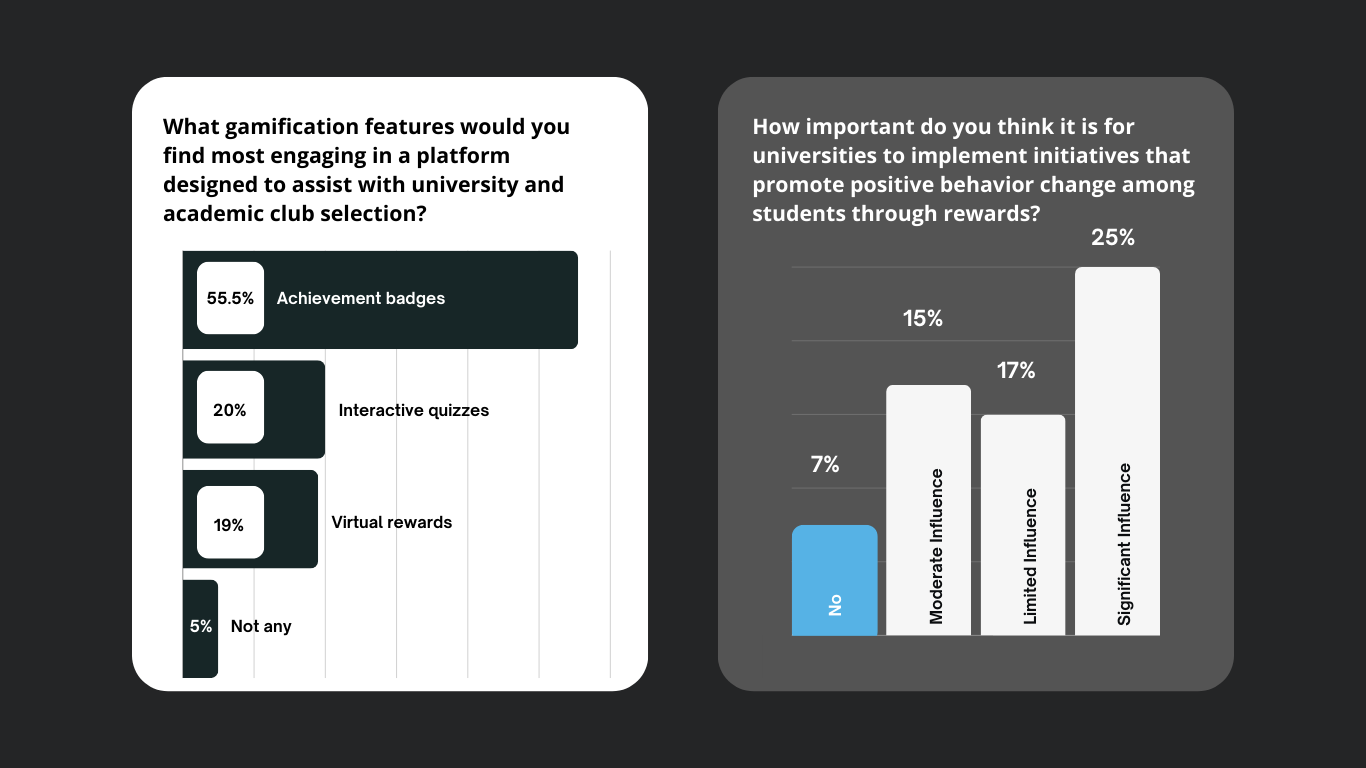 What gamification features would you
find most engaging in a platform
designed to assist with university and
academic club selection?
55.5% Achievement badges
20% Interactive quizzes
19% Virtual rewards
5% Not any
How important do you think it is for
universities to implement initiatives that
promote positive behavior change among
students through rewards?
7%
No
15%
Moderate Influence
17%
Limited Influence
25%
Significant Influence